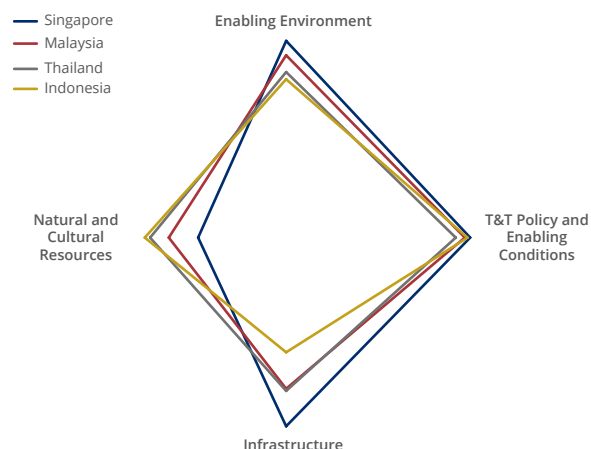 Singapore
Malaysia
Thailand
Indonesia
Enabling Environment
Natural and
Cultural
Resources
T&T Policy and
Enabling
Conditions
Infrastructure